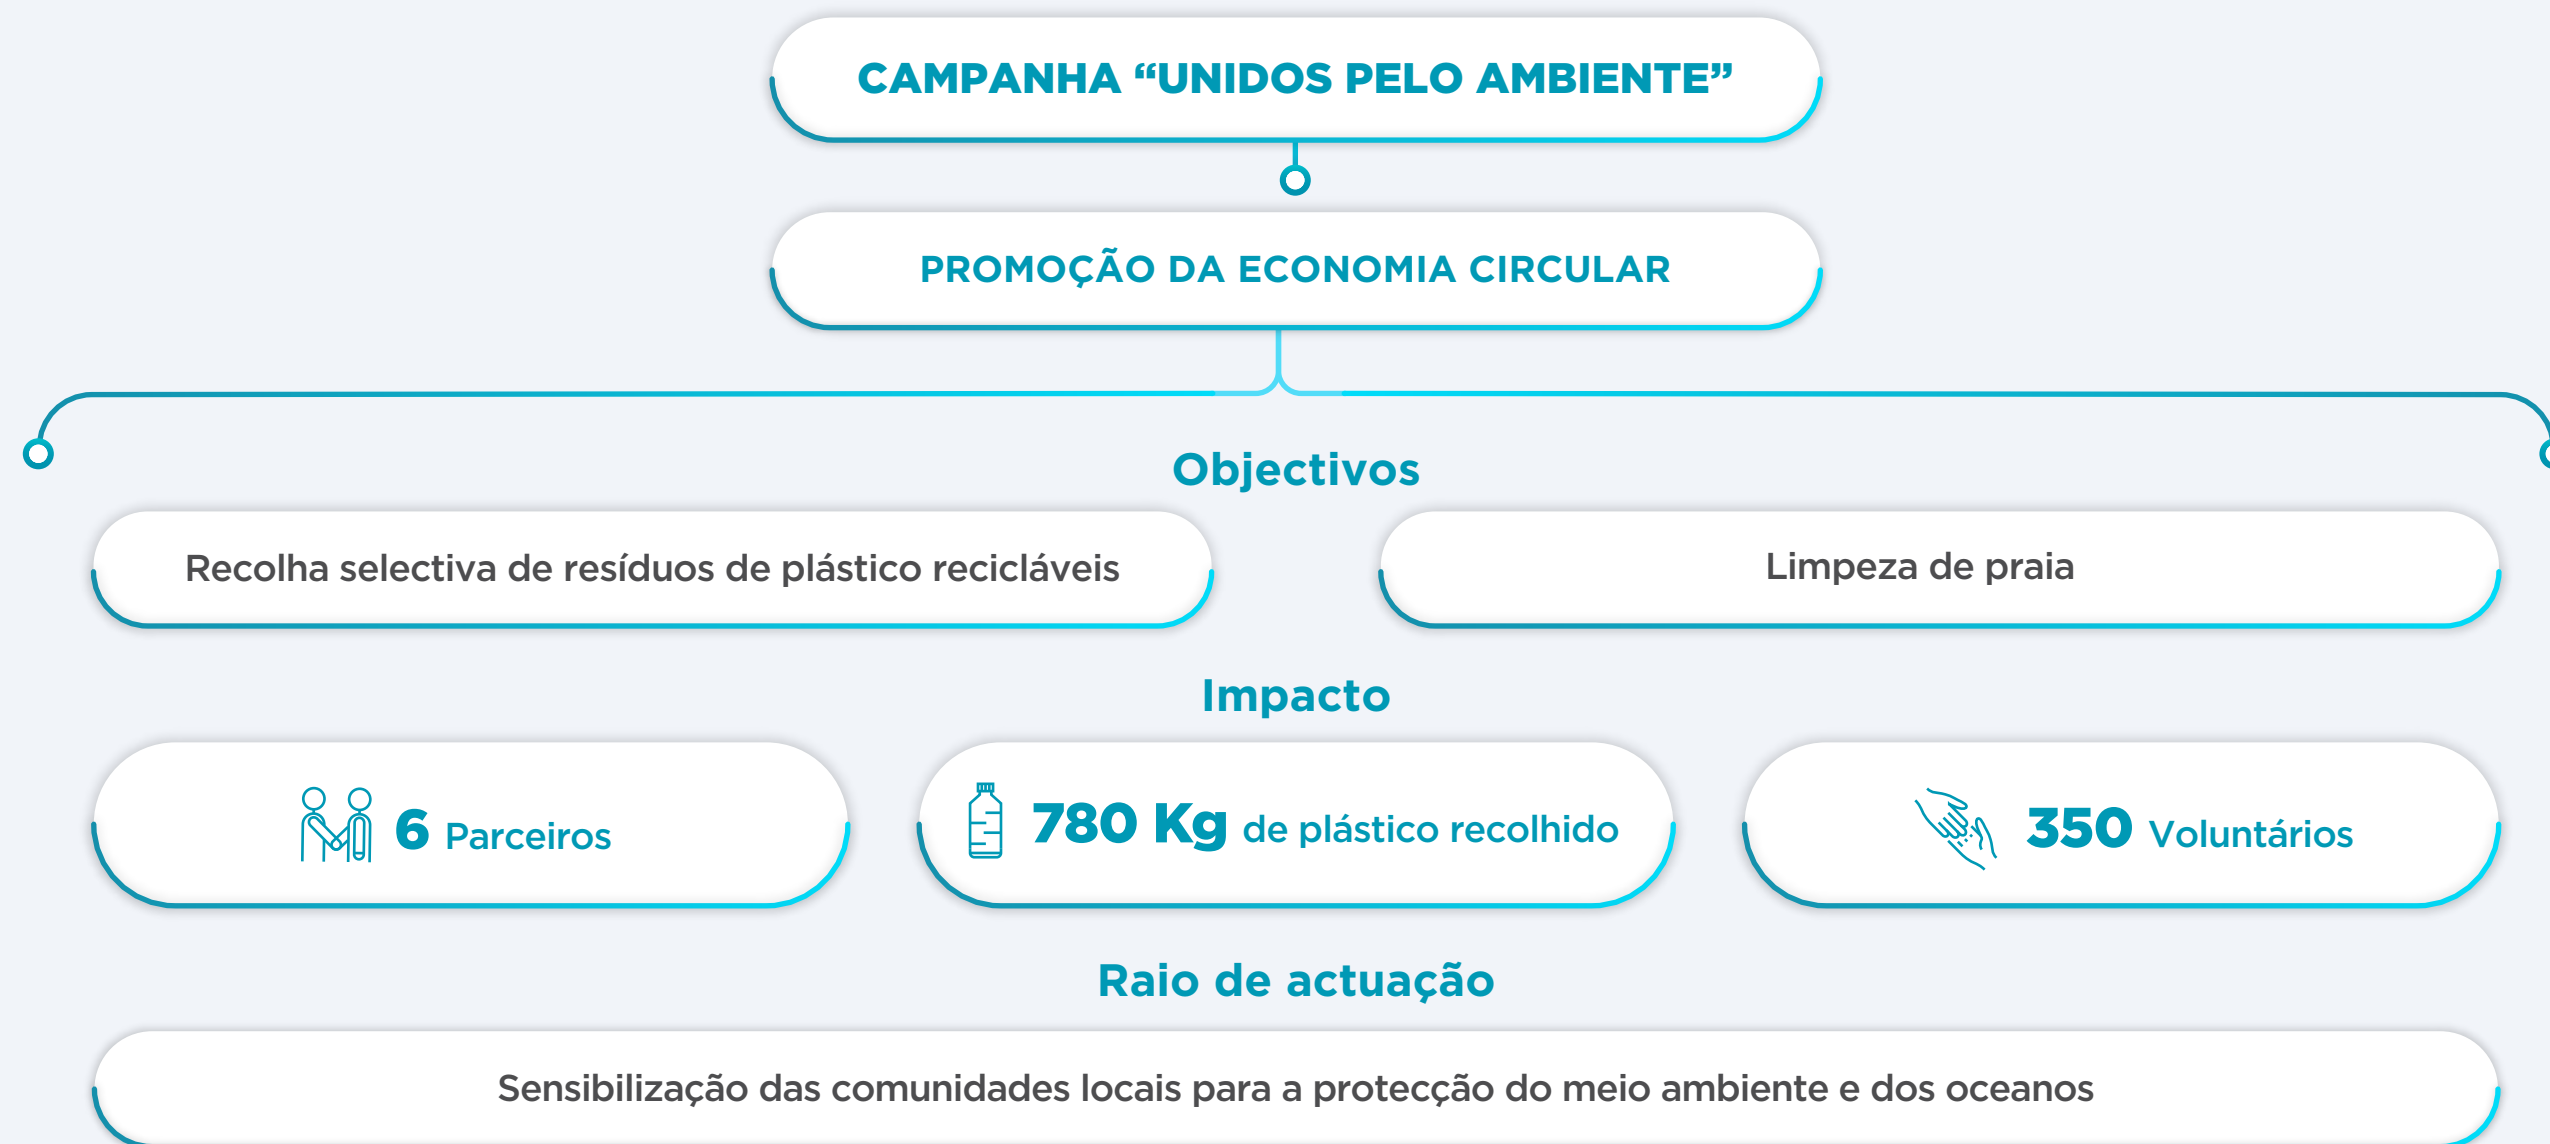 CAMPANHA “UNIDOS PELO AMBIENTE”
PROMOÇÃO DA ECONOMIA CIRCULAR
Objectivos
Recolha selectiva de resíduos de plástico recicláveis
Limpeza de praia
Impacto
6 Parceiros
780 Kg de plástico recolhido
350 Voluntários
Raio de actuação
Sensibilização das comunidades locais para a protecção do meio ambiente e dos oceanos